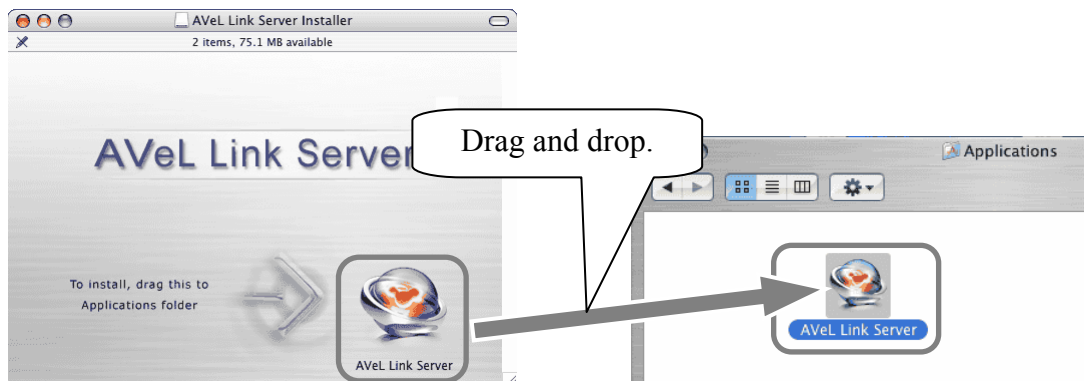 AVeL Link Server Installer
2 items, 75.1 MB available
AVeL Link Server
To install, drag this to
Applications folder
AVeL Link Server
Drag and drop.
Applications
AVeL Link Server